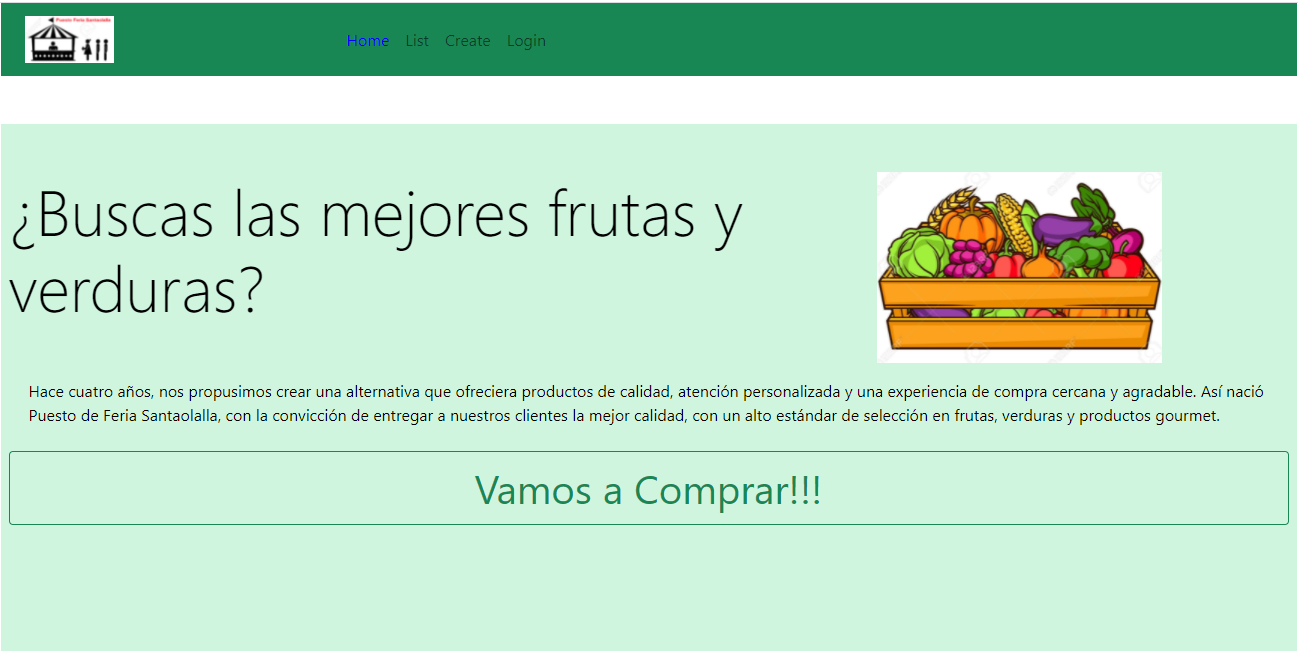 Puesto Feria Santaolalla
Home List Create Login
¿Buscas las mejores frutas y
verduras?
Hace cuatro años, nos propusimos crear una alternativa que ofreciera productos de calidad, atención personalizada y una experiencia de compra cercana y agradable. Así nació
Puesto de Feria Santaolalla, con la convicción de entregar a nuestros clientes la mejor calidad, con un alto estándar de selección en frutas, verduras y productos gourmet.
Vamos a Comprar!!!